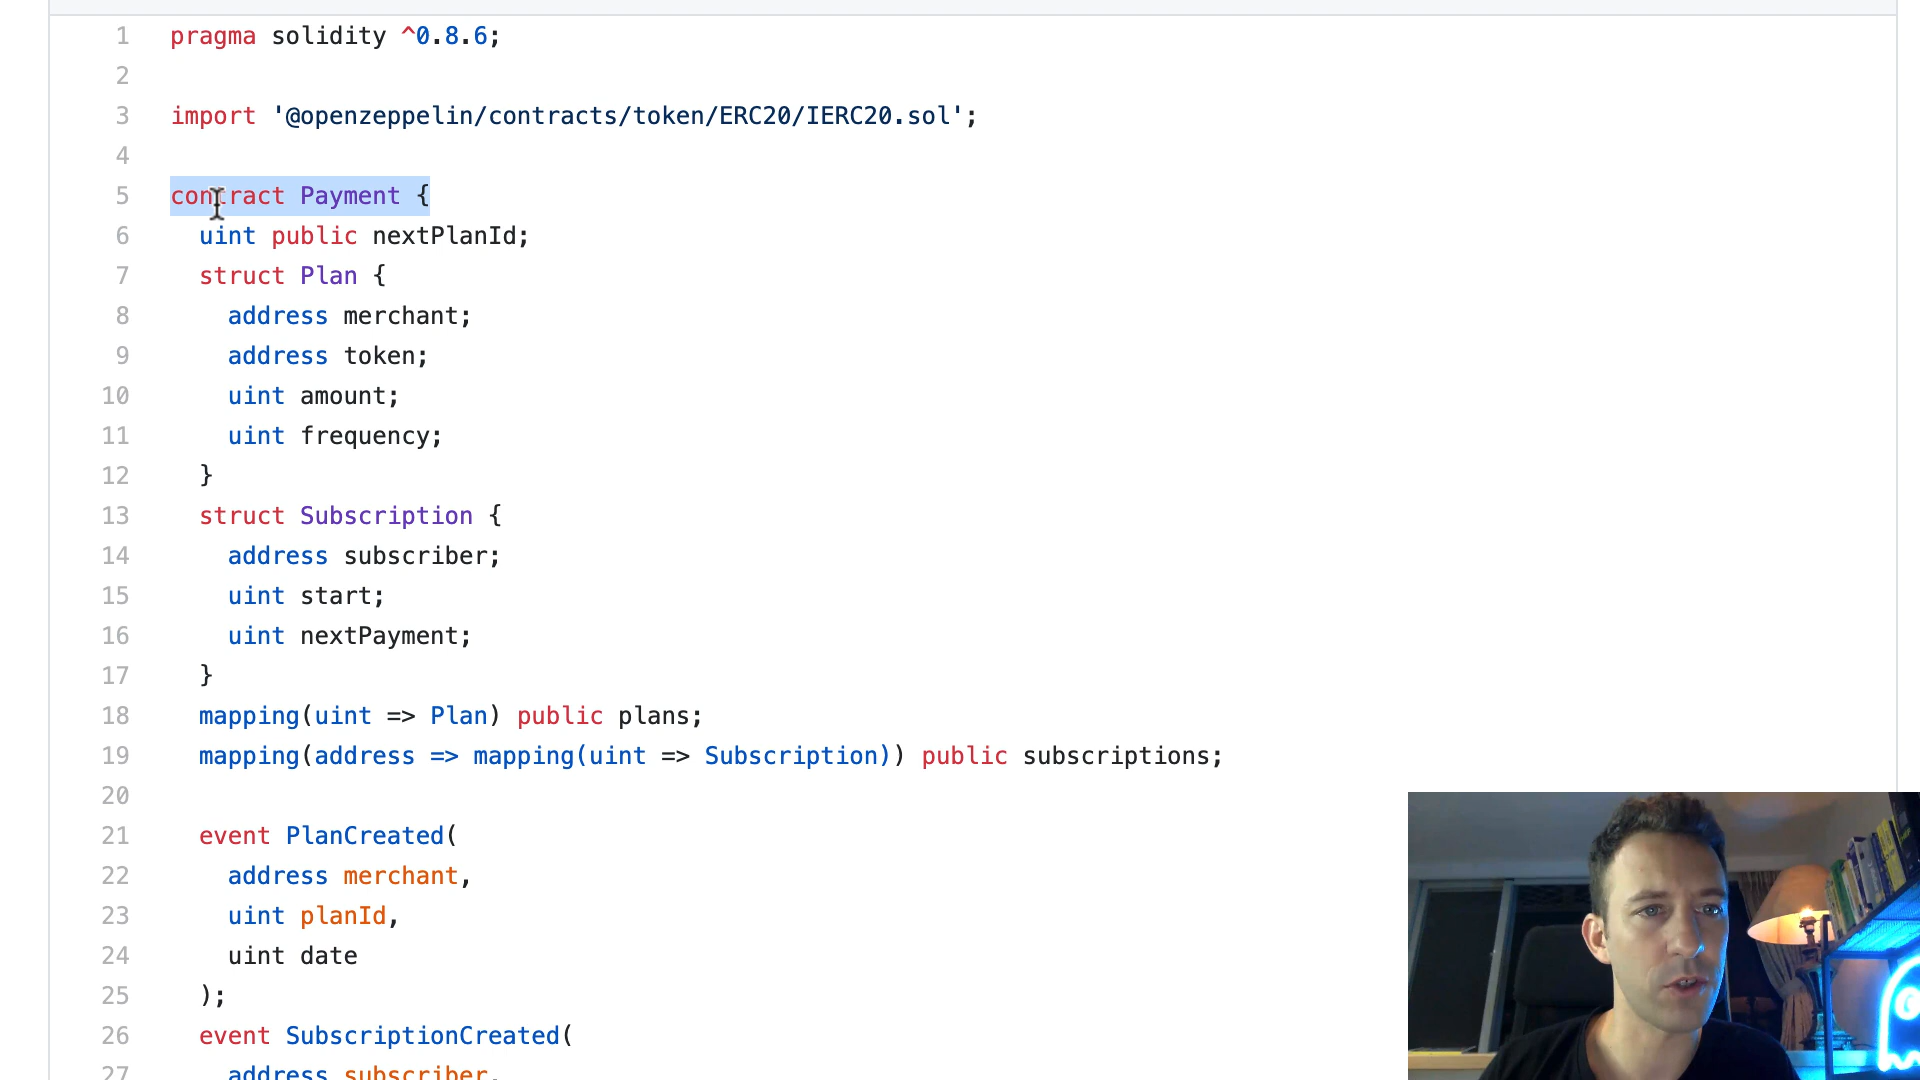 1 pragma solidity ^0.8.6;
2
3 import '@openzeppelin/contracts/token/ERC20/IERC20.sol';
4
5 contract Payment {
6 uint public nextPlanId;
7 struct Plan {
8 address merchant;
9 address token;
10 uint amount;
11 uint frequency;
12 }
13 struct Subscription {
14 address subscriber;
15 uint start;
16 uint nextPayment;
17 }
18 mapping(uint => Plan) public plans;
19 mapping(address => mapping(uint => Subscription)) public subscriptions;
20
21 event PlanCreated(
22 address merchant,
23 uint planId,
24 uint date
25 );
26 event SubscriptionCreated(
27 address subscriber,